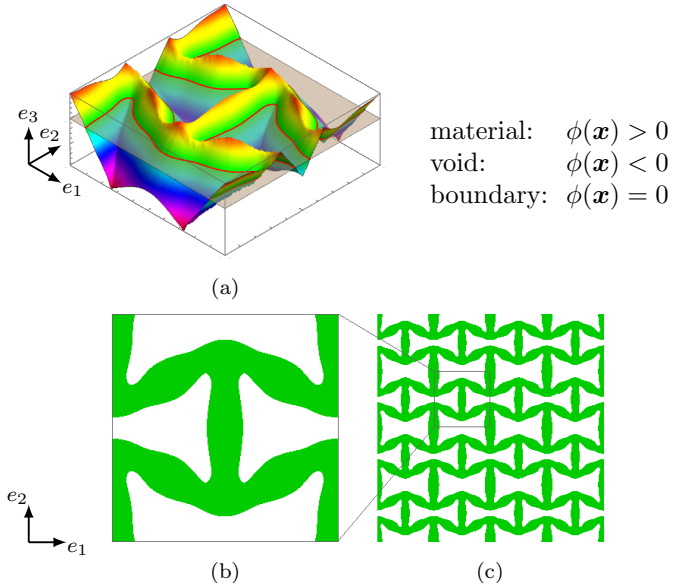 e₃
e₂
e₁
material: ϕ(𝒙) > 0
void: ϕ(𝒙) < 0
boundary: ϕ(𝒙) = 0
(a)
e₂
e₁
(b) (c)